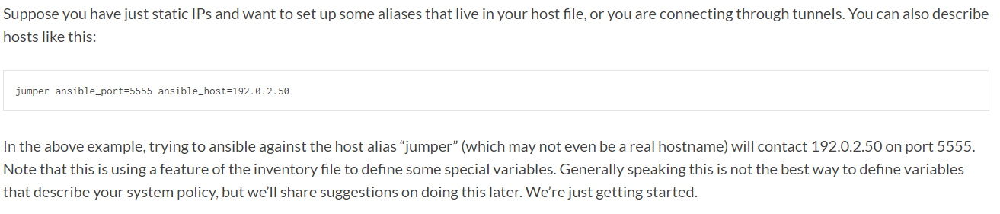 Suppose you have just static IPs and want to set up some aliases that live in your host file, or you are connecting through tunnels. You can also describe
hosts like this:
jumper ansible_port=5555 ansible_host=192.0.2.50
In the above example, trying to ansible against the host alias “jumper” (which may not even be a real hostname) will contact 192.0.2.50 on port 5555.
Note that this is using a feature of the inventory file to define some special variables. Generally speaking this is not the best way to define variables
that describe your system policy, but we’ll share suggestions on doing this later. We’re just getting started.